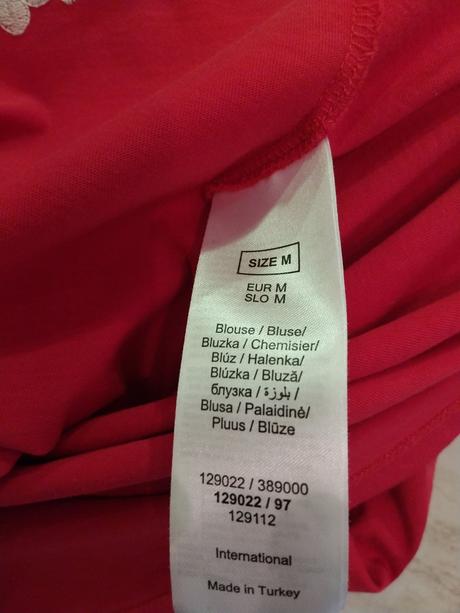 SIZE M
EUR M
SLO M
Blouse / Bluse/
Bluzka / Chemisier/
Blúz / Halenka/
Blúzka / Bluză/
блузка / بلوزة /
Blusa / Palaidinė/
Pluus / Blūze
129022 / 389000
129022 / 97
129112
International
Made in Turkey